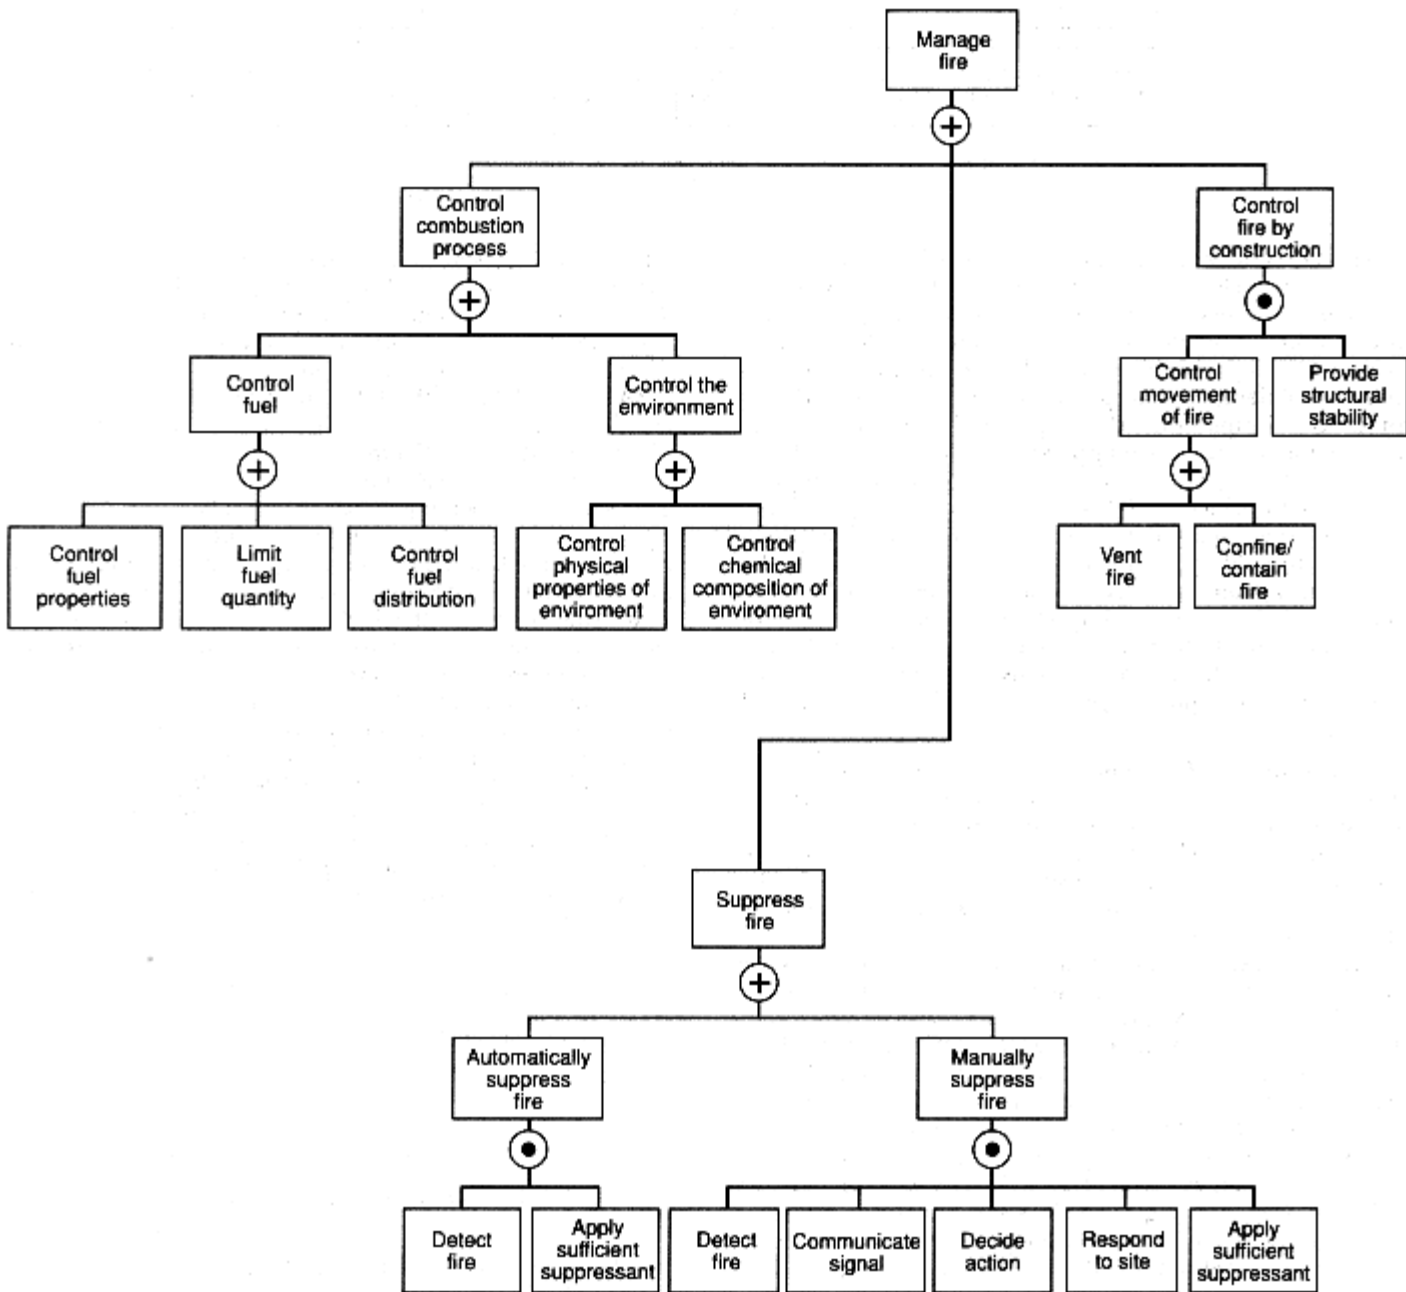 Manage
fire
Control
combustion
process
Control
fire by
construction
Control
fuel
Control the
environment
Control
movement
of fire
Provide
structural
stability
Control
fuel
properties
Limit
fuel
quantity
Control
fuel
distribution
Control
physical
properties of
enviroment
Control
chemical
composition of
enviroment
Vent
fire
Confine/
contain
fire
Suppress
fire
Automatically
suppress
fire
Manually
suppress
fire
Detect
fire
Apply
sufficient
suppressant
Detect
fire
Communicate
signal
Decide
action
Respond
to site
Apply
sufficient
suppressant